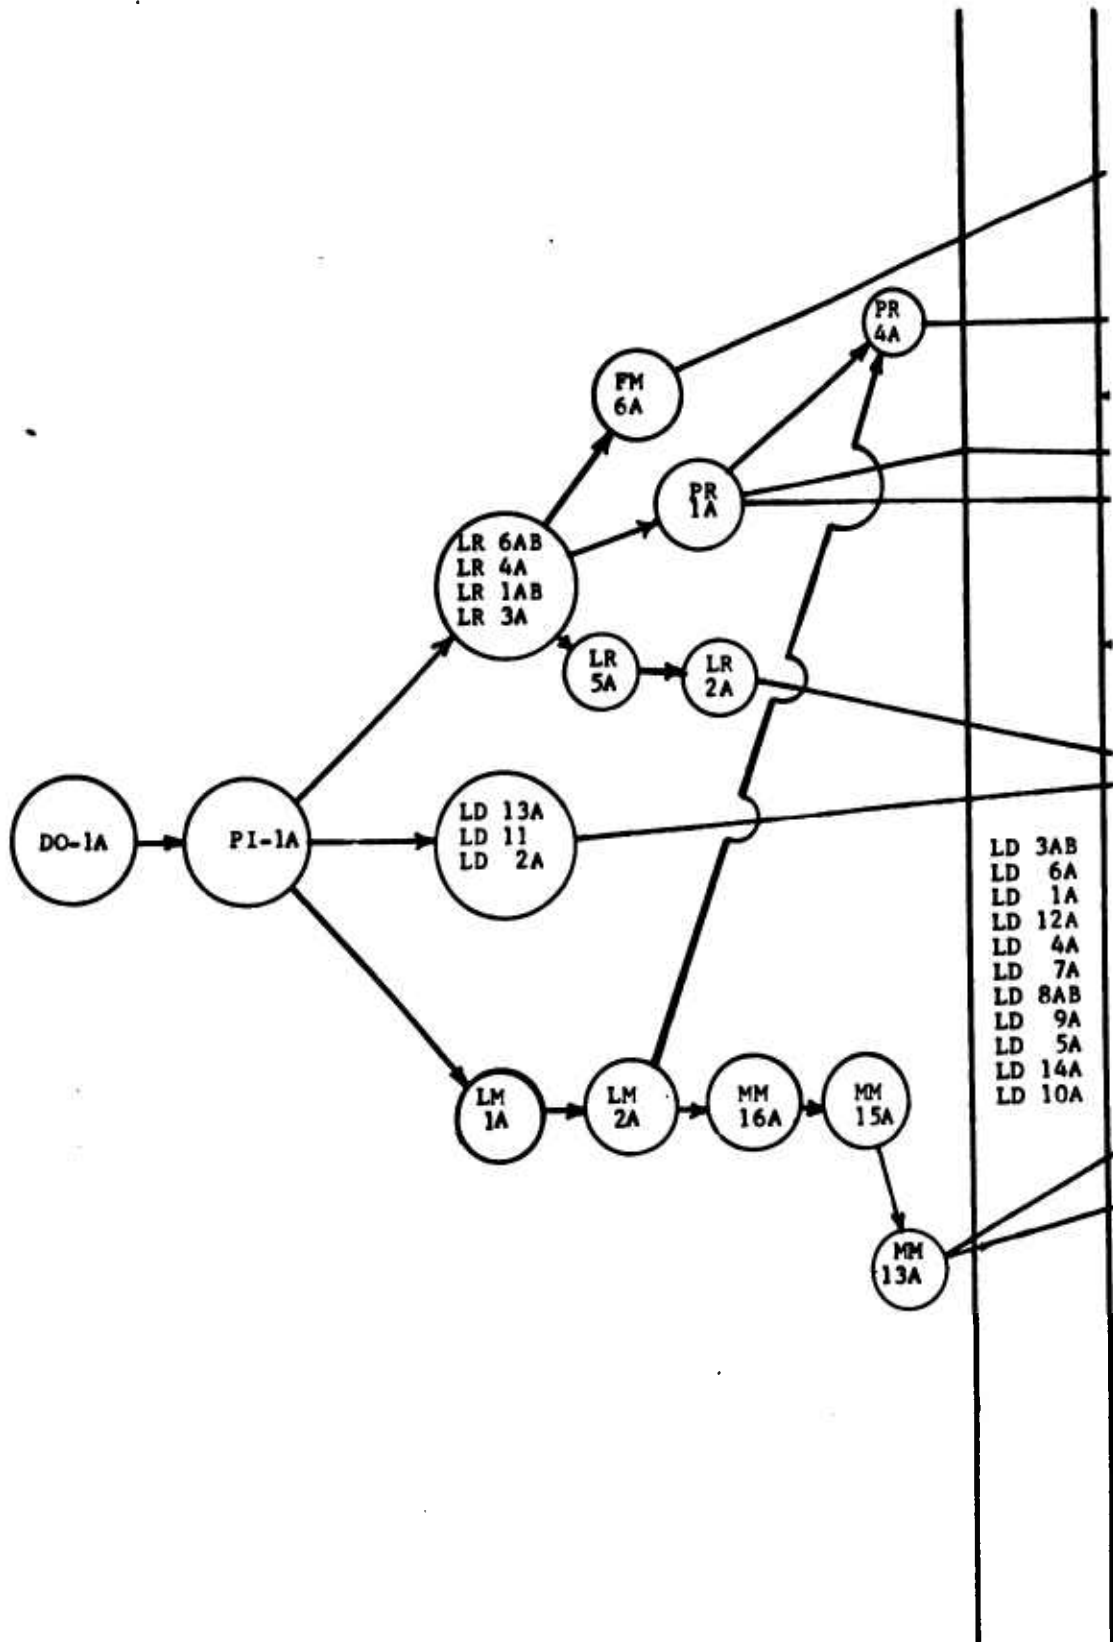 PR
4A
FM
6A
PR
1A
LR 6AB
LR 4A
LR 1AB
LR 3A
LR
5A
LR
2A
DO-1A
PI-1A
LD 13A
LD 11
LD 2A
LD 3AB
LD 6A
LD 1A
LD 12A
LD 4A
LD 7A
LD 8AB
LD 9A
LD 5A
LD 14A
LD 10A
LM
1A
LM
2A
MM
16A
MM
15A
MM
13A